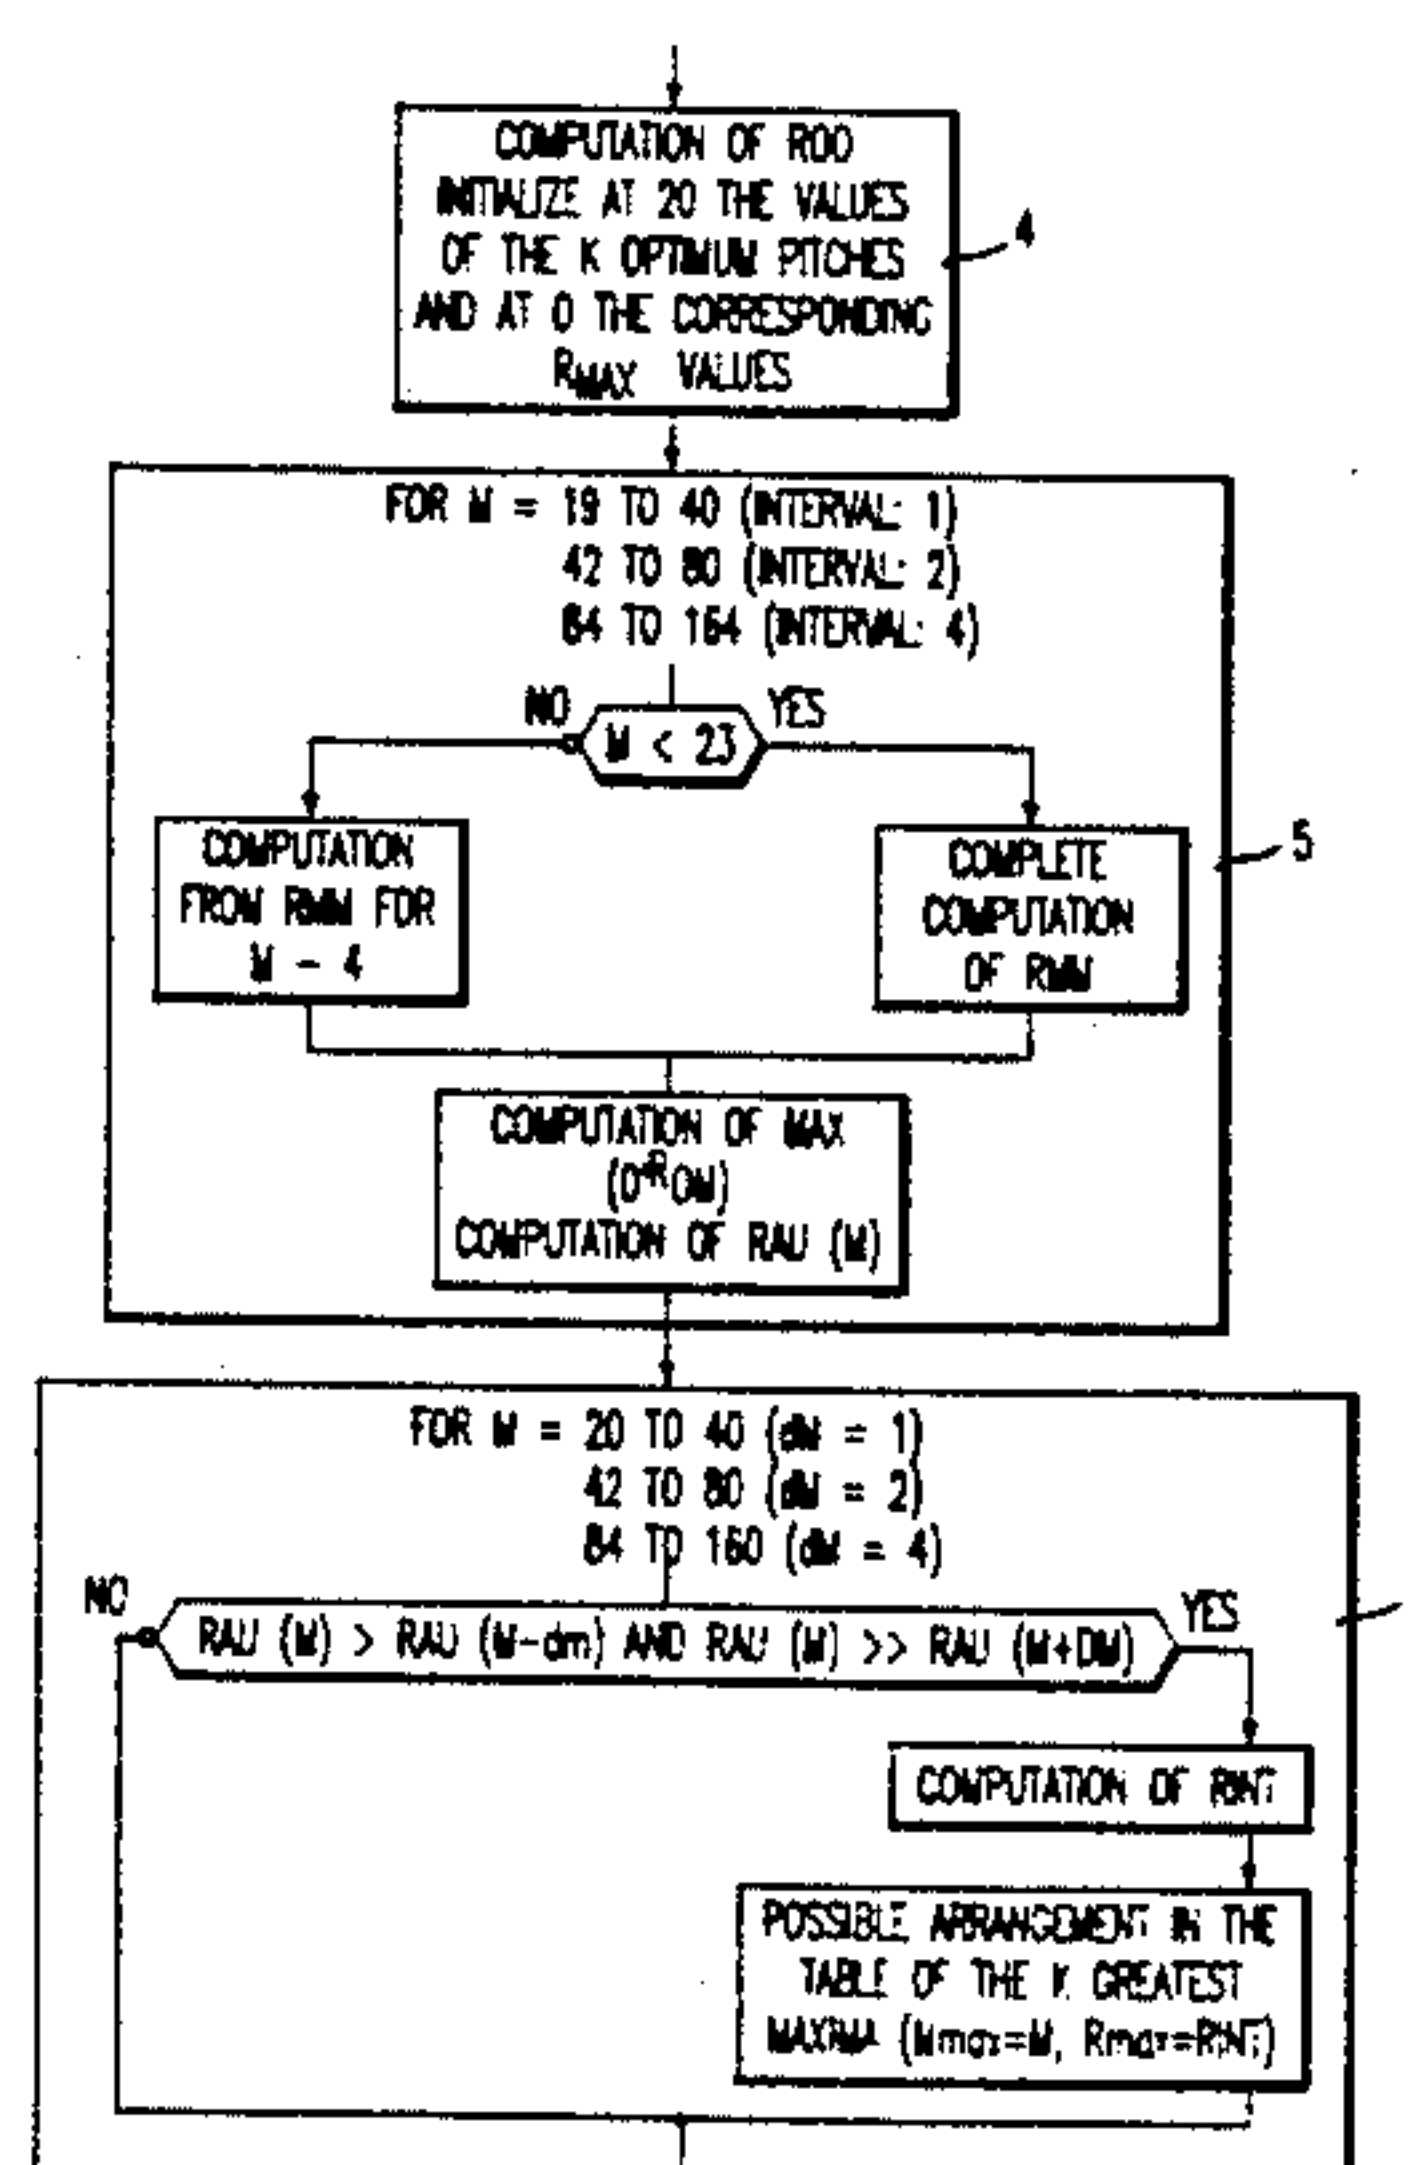 COMPUTATION OF ROO
INITIALIZE AT 20 THE VALUES
OF THE K OPTIMUM PITCHES
AND AT 0 THE CORRESPONDING
RMAX VALUES
4
FOR M = 19 TO 40 (INTERVAL: 1)
42 TO 80 (INTERVAL: 2)
84 TO 164 (INTERVAL: 4)
NO
YES
M < 23
COMPUTATION
FROM RMM FOR
M - 4
COMPLETE
COMPUTATION
OF RMM
5
COMPUTATION OF MAX
(0,ROM)
COMPUTATION OF RAU (M)
FOR M = 20 TO 40 (dM = 1)
42 TO 80 (dM = 2)
84 TO 160 (dM = 4)
NO
YES
RAU (M) > RAU (M-dm) AND RAU (M) >> RAU (M+DM)
COMPUTATION OF RINT
POSSIBLE ARRANGEMENT IN THE
TABLE OF THE K GREATEST
MAXIMA (Mmax=M, Rmax=RINT)